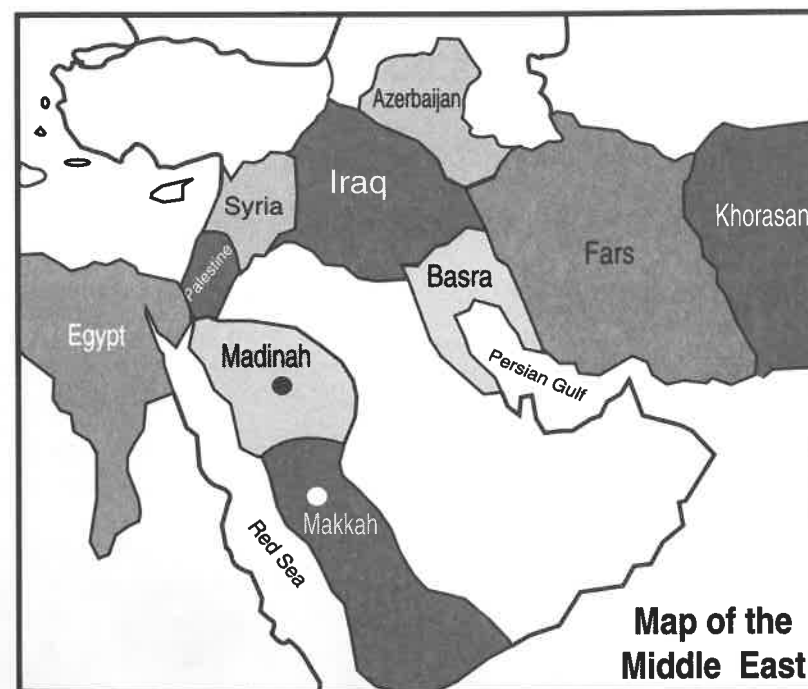 Azerbaijan
Iraq
Syria
Khorasan
Palestine
Basra
Fars
Egypt
Madinah
Persian Gulf
Makkah
Red Sea
Map of the
Middle East